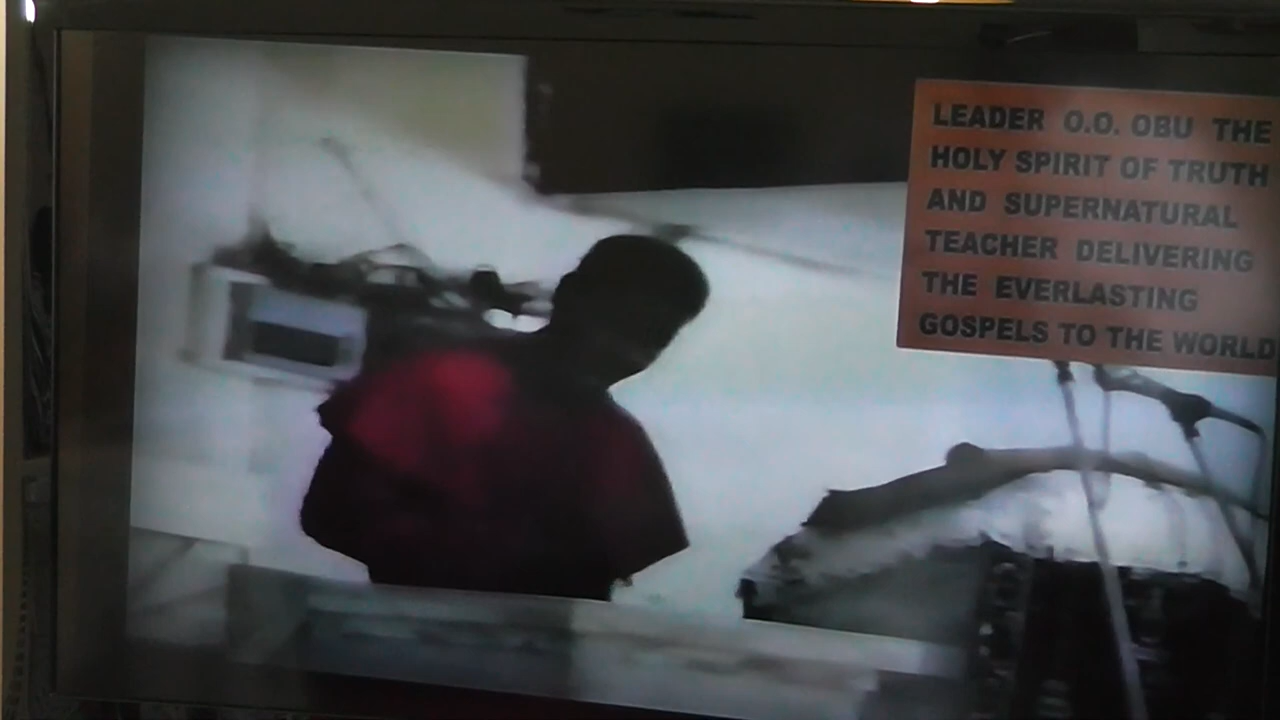 LEADER O.O. OBU THE
HOLY SPIRIT OF TRUTH
AND SUPERNATURAL
TEACHER DELIVERING
THE EVERLASTING
GOSPELS TO THE WORLD